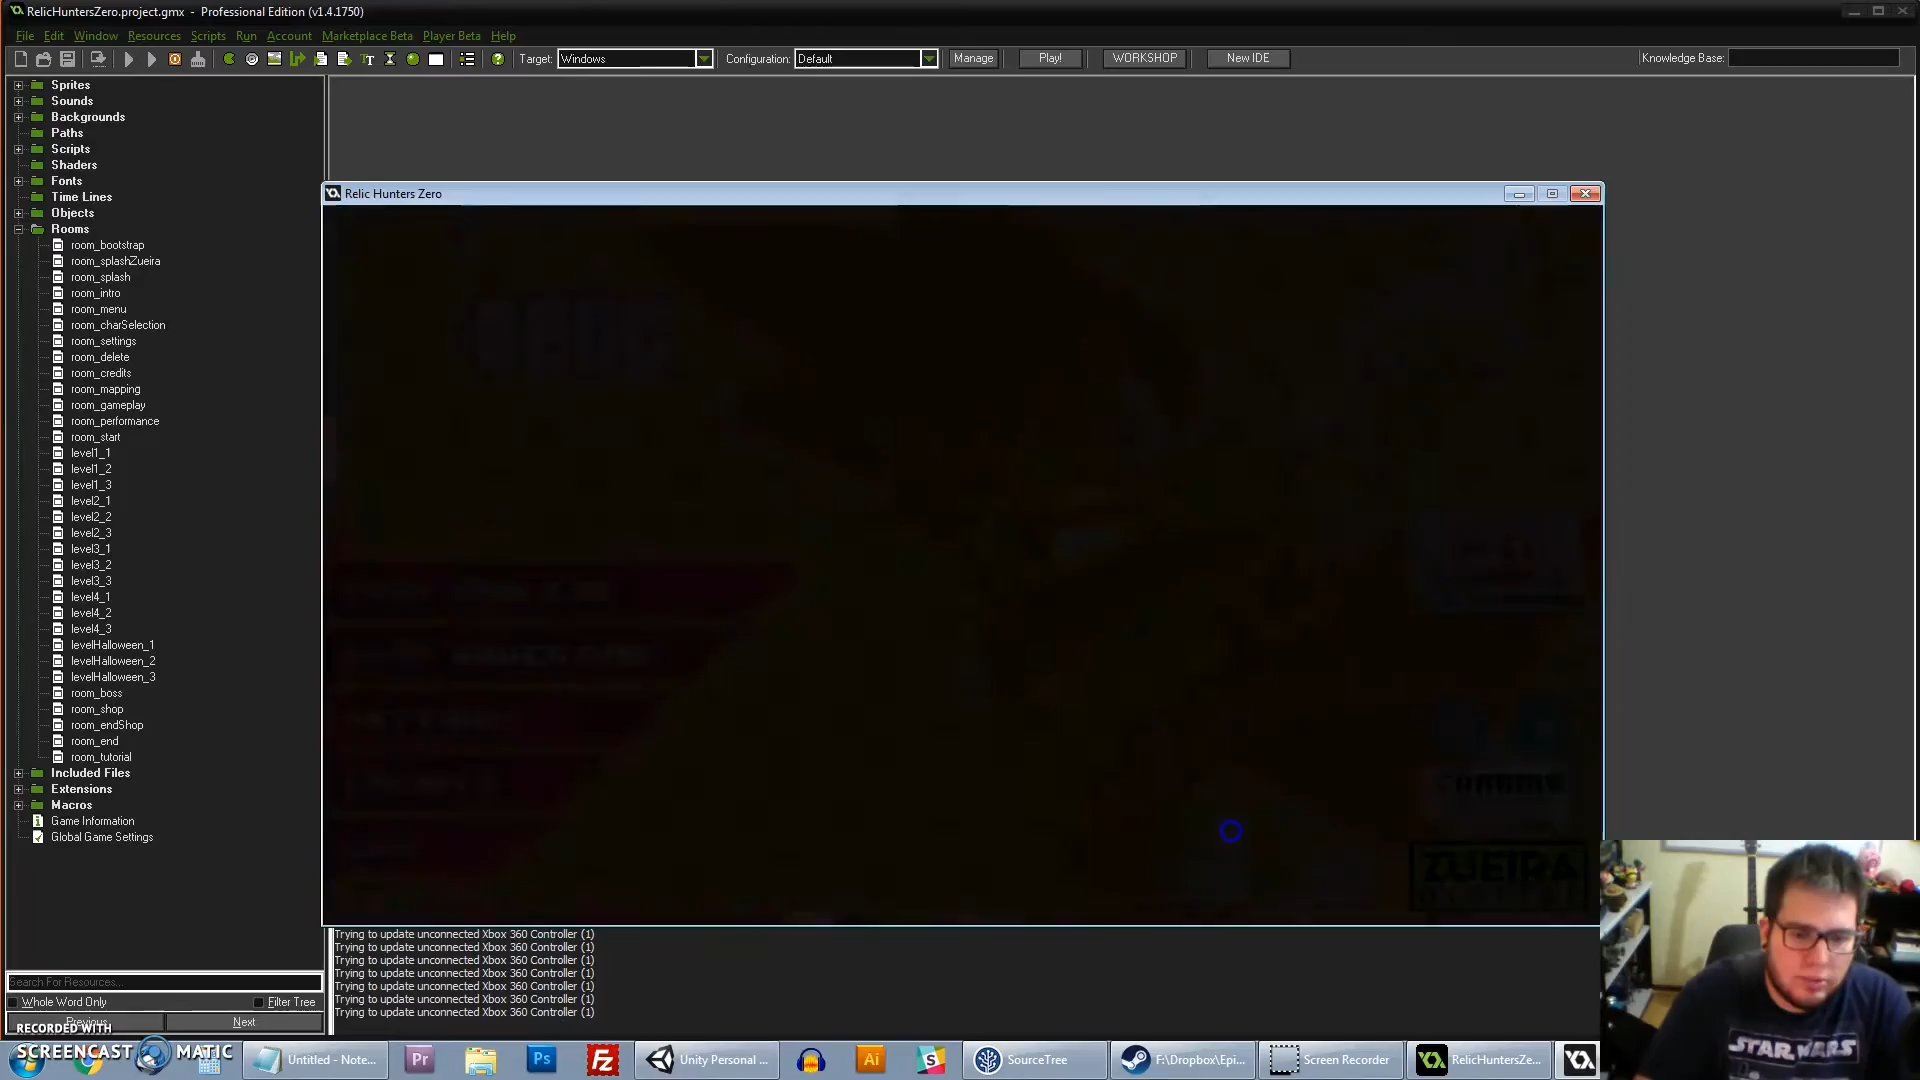 RelicHuntersZero.project.gmx - Professional Edition (v1.4.1750)
File Edit Window Resources Scripts Run Account Marketplace Beta Player Beta Help
Target: Windows Configuration: Default Manage Play! WORKSHOP New IDE Knowledge Base:
Sprites
Sounds
Backgrounds
Paths
Scripts
Shaders
Fonts
Time Lines
Objects
Rooms
room_bootstrap
room_splashZueira
room_splash
room_intro
room_menu
room_charSelection
room_settings
room_delete
room_credits
room_mapping
room_gameplay
room_performance
room_start
level1_1
level1_2
level1_3
level2_1
level2_2
level2_3
level3_1
level3_2
level3_3
level4_1
level4_2
level4_3
levelHalloween_1
levelHalloween_2
levelHalloween_3
room_boss
room_shop
room_endShop
room_end
room_tutorial
Included Files
Extensions
Macros
Game Information
Global Game Settings
Search For Resources...
Whole Word Only Filter Tree
Previous Next
Relic Hunters Zero
ZUEIRA
Trying to update unconnected Xbox 360 Controller (1)
Trying to update unconnected Xbox 360 Controller (1)
Trying to update unconnected Xbox 360 Controller (1)
Trying to update unconnected Xbox 360 Controller (1)
Trying to update unconnected Xbox 360 Controller (1)
Trying to update unconnected Xbox 360 Controller (1)
Trying to update unconnected Xbox 360 Controller (1)
STAR WARS
RECORDED WITH
SCREENCAST MATIC
Untitled - Note... Pr Ps Fz Unity Personal ... Ai S SourceTree F:\Dropbox\Epi... Screen Recorder RelicHuntersZe...